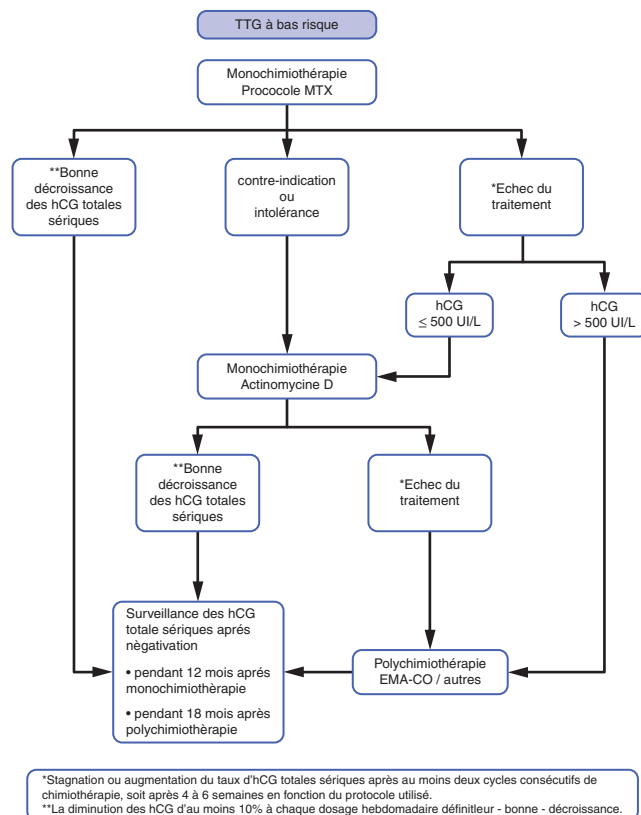 TTG à bas risque
Monochimiothérapie
Prococole MTX
**Bonne
décroissance
des hCG totales
sériques
contre-indication
ou
intolérance
*Echec du
traitement
hCG
≤ 500 UI/L
hCG
> 500 UI/L
Monochimiothérapie
Actinomycine D
**Bonne
décroissance
des hCG totales
sériques
*Echec du
traitement
Surveillance des hCG
totale sériques aprés
nègativation
• pendant 12 mois aprés
monochimiothèrapie
• pendant 18 mois après
polychimiothèrapie
Polychimiothérapie
EMA-CO / autres
*Stagnation ou augmentation du taux d'hCG totales sériques après au moins deux cycles consécutifs de
chimiothérapie, soit après 4 à 6 semaines en fonction du protocole utilisé.
**La diminution des hCG d'au moins 10% à chaque dosage hebdomadaire définitleur - bonne - décroissance.